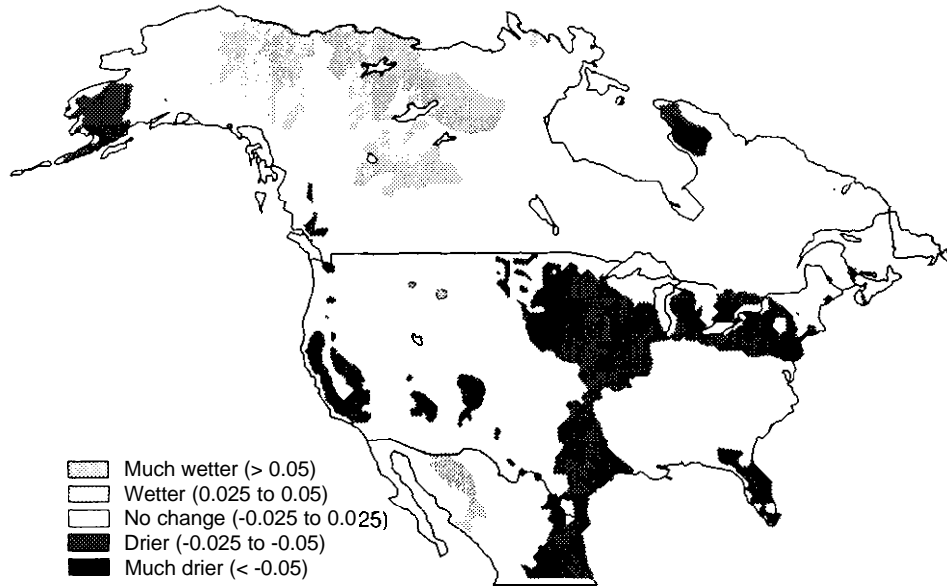 Much wetter (> 0.05)
Wetter (0.025 to 0.05)
No change (-0.025 to 0.025)
Drier (-0.025 to -0.05)
Much drier (< -0.05)